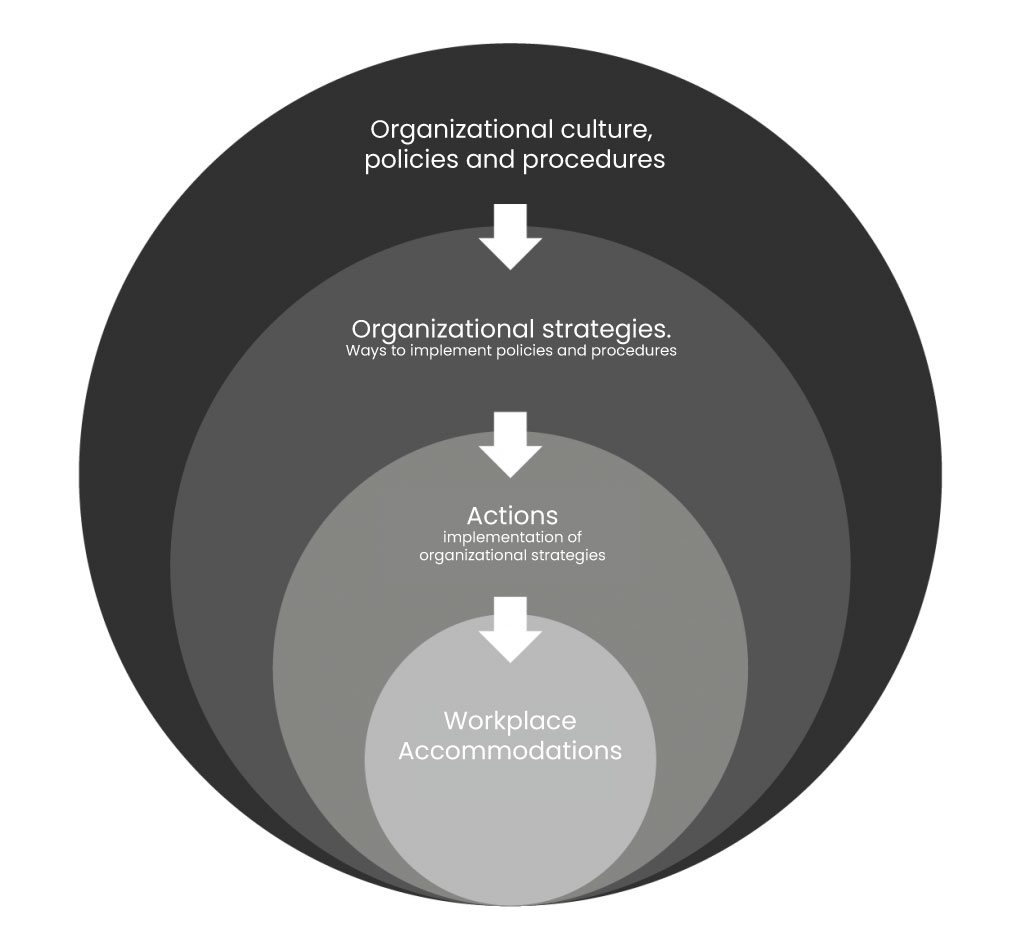 Organizational culture,
policies and procedures
Organizational strategies.
Ways to implement policies and procedures
Actions
implementation of
organizational strategies
Workplace
Accommodations